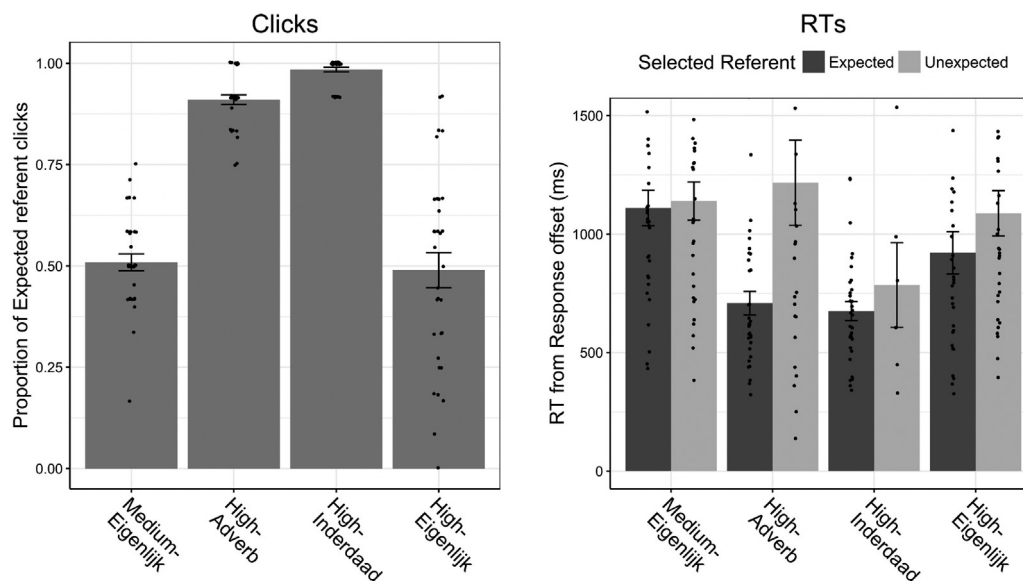 Clicks
Proportion of Expected referent clicks
1.00
0.75
0.50
0.25
0.00
Medium-
Eigenlijk
High-
Adverb
High-
Inderdaad
High-
Eigenlijk
RTs
Selected Referent Expected Unexpected
RT from Response offset (ms)
1500
1000
500
0
Medium-
Eigenlijk
High-
Adverb
High-
Inderdaad
High-
Eigenlijk